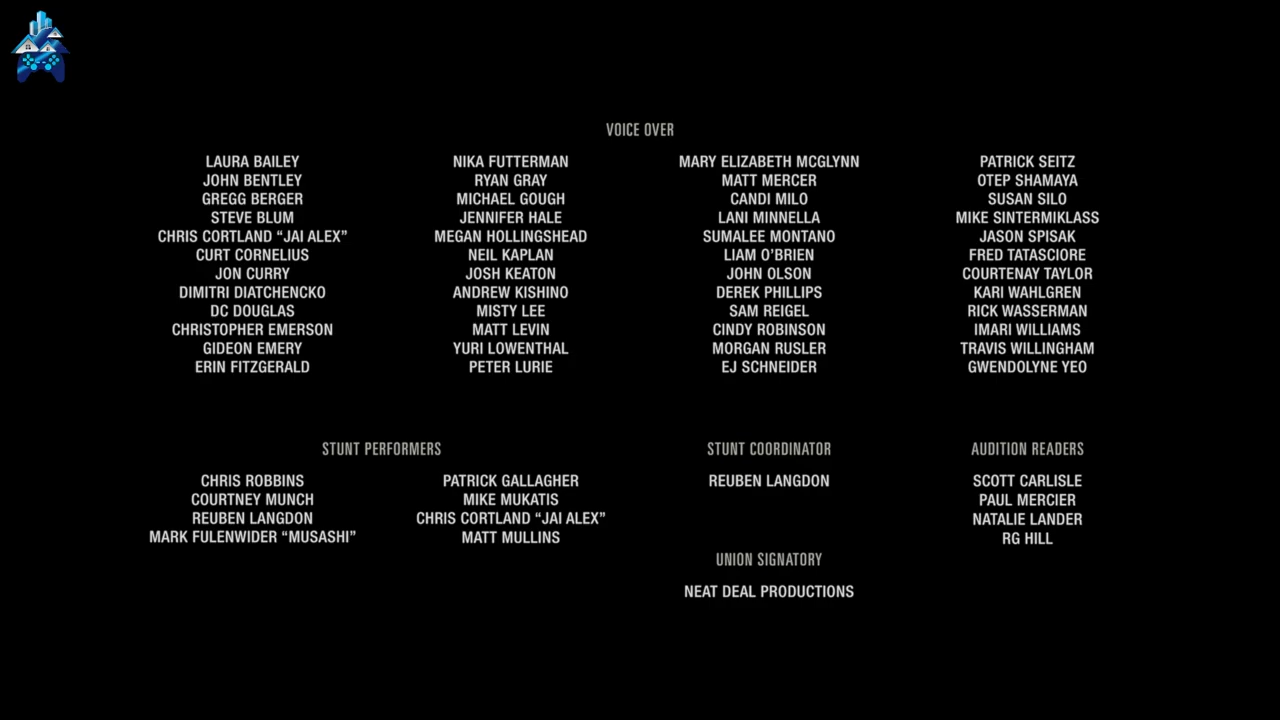 VOICE OVER
LAURA BAILEY
JOHN BENTLEY
GREGG BERGER
STEVE BLUM
CHRIS CORTLAND “JAI ALEX”
CURT CORNELIUS
JON CURRY
DIMITRI DIATCHENCKO
DC DOUGLAS
CHRISTOPHER EMERSON
GIDEON EMERY
ERIN FITZGERALD
NIKA FUTTERMAN
RYAN GRAY
MICHAEL GOUGH
JENNIFER HALE
MEGAN HOLLINGSHEAD
NEIL KAPLAN
JOSH KEATON
ANDREW KISHINO
MISTY LEE
MATT LEVIN
YURI LOWENTHAL
PETER LURIE
MARY ELIZABETH MCGLYNN
MATT MERCER
CANDI MILO
LANI MINNELLA
SUMALEE MONTANO
LIAM O’BRIEN
JOHN OLSON
DEREK PHILLIPS
SAM REIGEL
CINDY ROBINSON
MORGAN RUSLER
EJ SCHNEIDER
PATRICK SEITZ
OTEP SHAMAYA
SUSAN SILO
MIKE SINTERMIKLASS
JASON SPISAK
FRED TATASCIORE
COURTENAY TAYLOR
KARI WAHLGREN
RICK WASSERMAN
IMARI WILLIAMS
TRAVIS WILLINGHAM
GWENDOLYNE YEO
STUNT PERFORMERS
CHRIS ROBBINS
COURTNEY MUNCH
REUBEN LANGDON
MARK FULENWIDER “MUSASHI”
PATRICK GALLAGHER
MIKE MUKATIS
CHRIS CORTLAND “JAI ALEX”
MATT MULLINS
STUNT COORDINATOR
REUBEN LANGDON
UNION SIGNATORY
NEAT DEAL PRODUCTIONS
AUDITION READERS
SCOTT CARLISLE
PAUL MERCIER
NATALIE LANDER
RG HILL